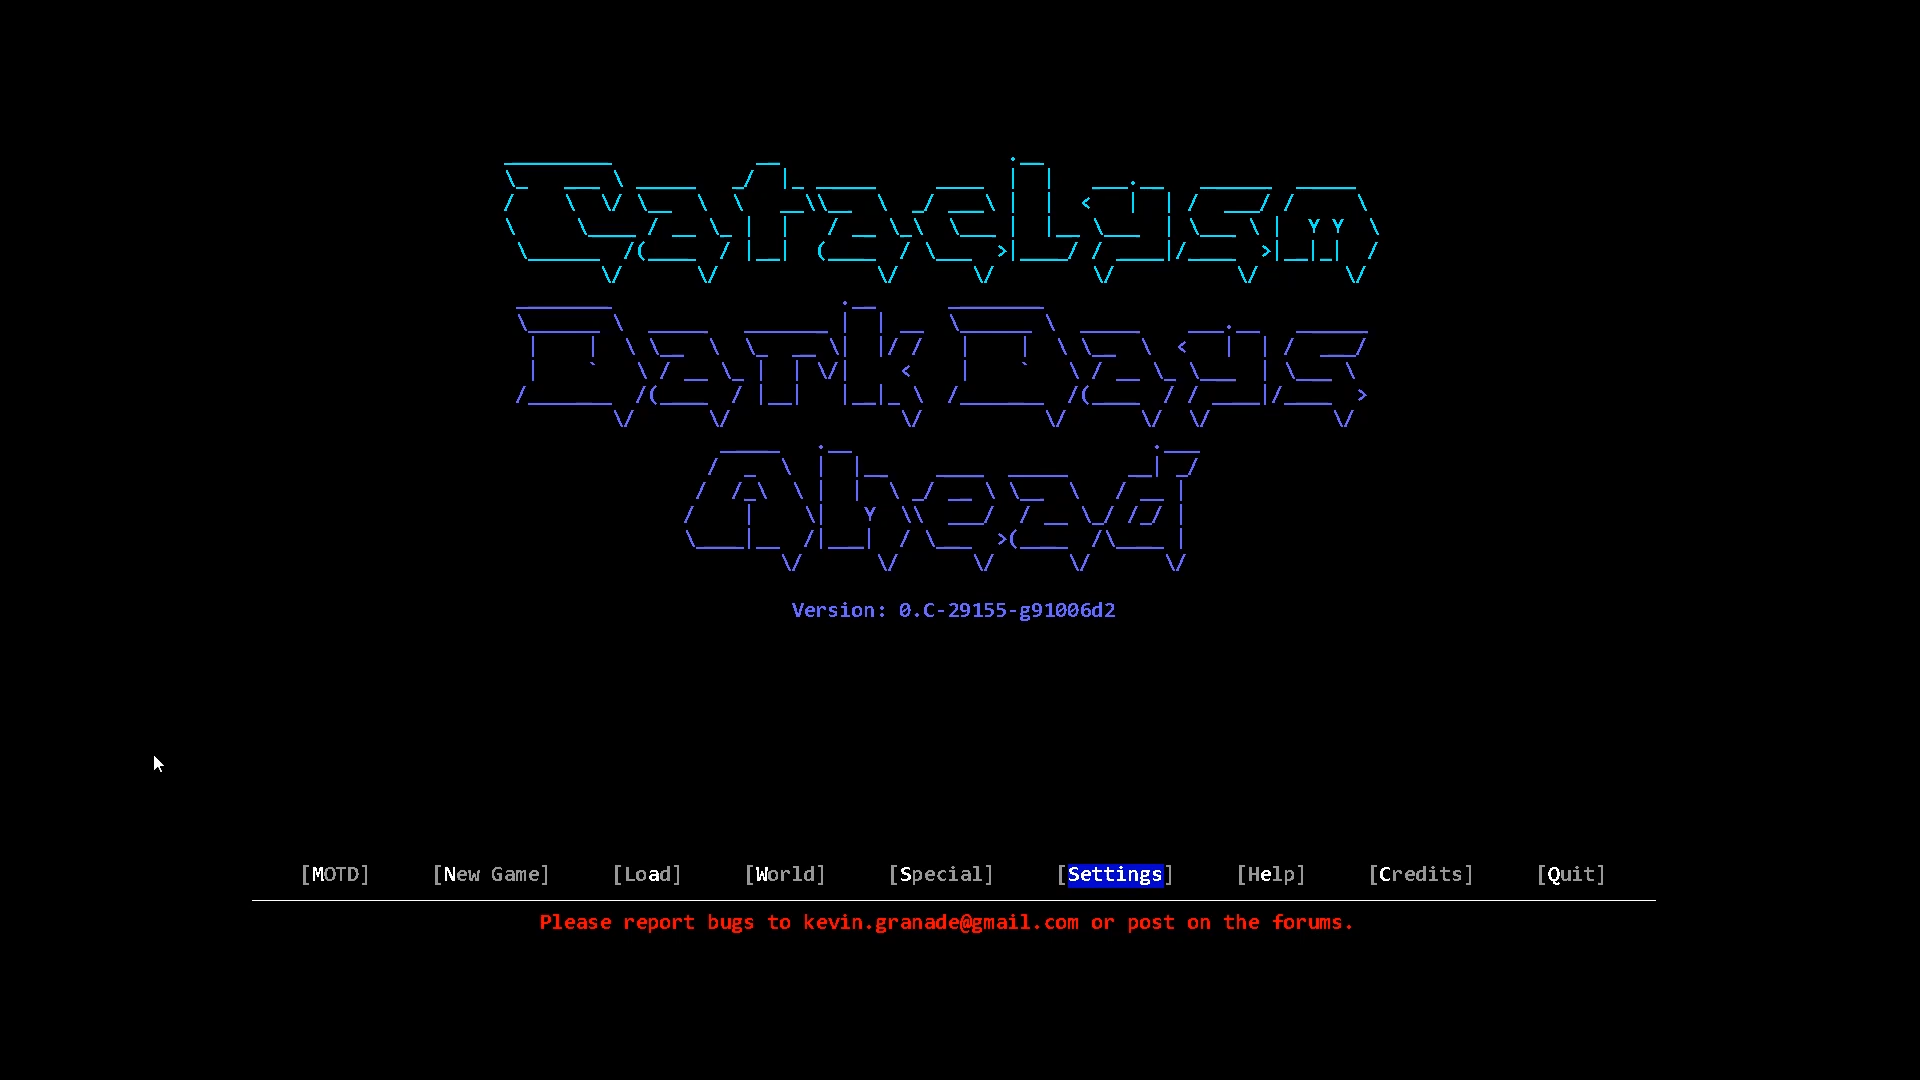 Cataclysm
Dark Days
Ahead
Version: 0.C-29155-g91006d2
[MOTD] [New Game] [Load] [World] [Special] [Settings] [Help] [Credits] [Quit]
Please report bugs to kevin.granade@gmail.com or post on the forums.